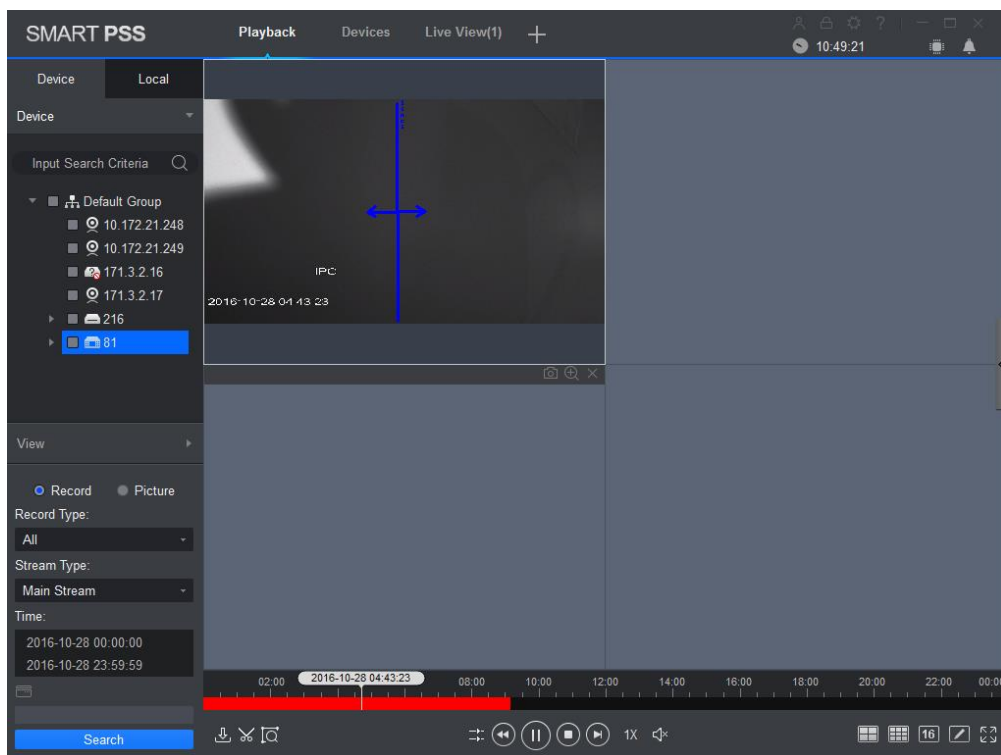 SMART PSS
Playback Devices Live View(1)
10:49:21
Device Local
Device
Input Search Criteria
Default Group
10.172.21.248
10.172.21.249
171.3.2.16
171.3.2.17
216
81
IPC
2016-10-28 04 43 23
View
Record Picture
Record Type:
All
Stream Type:
Main Stream
Time:
2016-10-28 00:00:00
2016-10-28 23:59:59
Search
02:00 2016-10-28 04:43:23 08:00 10:00 12:00 14:00 16:00 18:00 20:00 22:00 00:0
1X 16